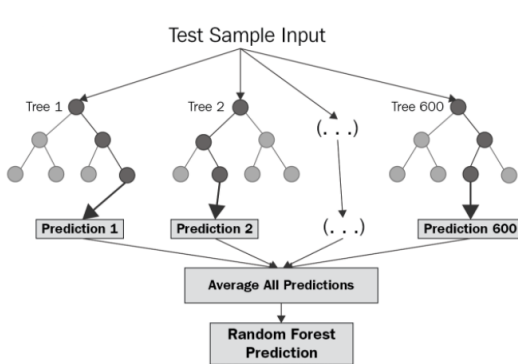 Test Sample Input
Tree 1
Tree 2
(. . .)
Tree 600
Prediction 1
Prediction 2
(. . .)
Prediction 600
Average All Predictions
Random Forest
Prediction